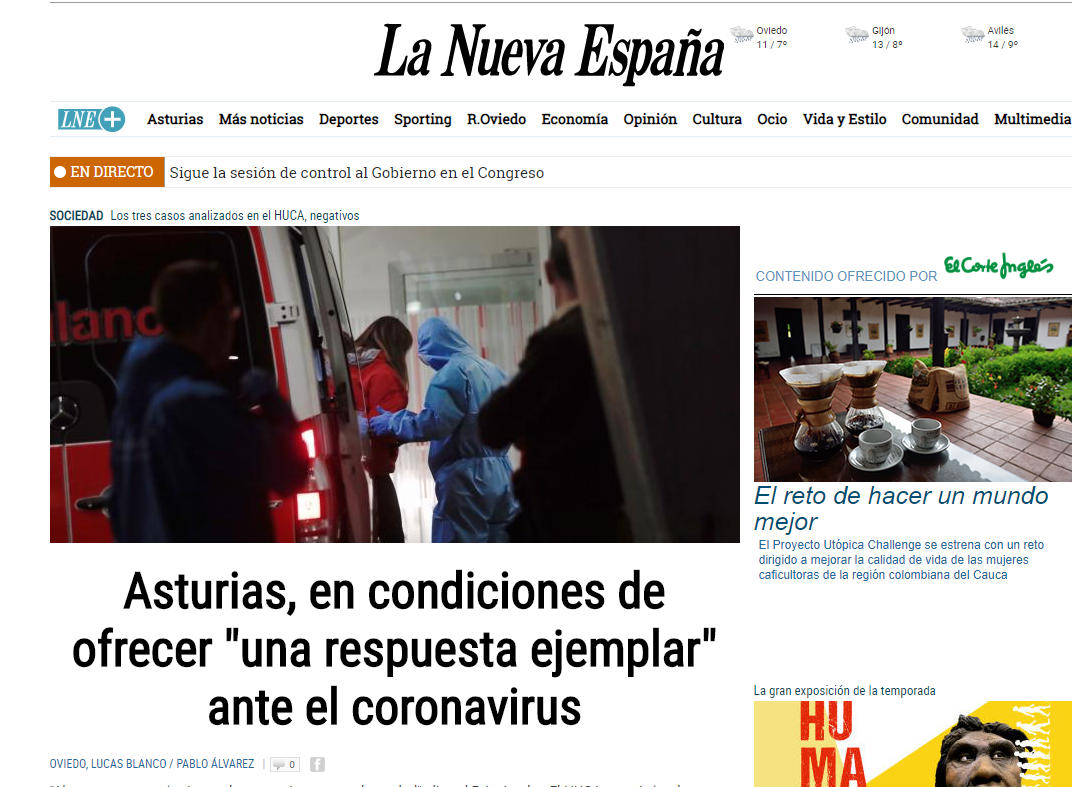 La Nueva España
Oviedo
11 / 7º
Gijón
13 / 8º
Avilés
14 / 9º
LNE+
Asturias Más noticias Deportes Sporting R.Oviedo Economía Opinión Cultura Ocio Vida y Estilo Comunidad Multimedia
EN DIRECTO Sigue la sesión de control al Gobierno en el Congreso
SOCIEDAD Los tres casos analizados en el HUCA, negativos
Asturias, en condiciones de
ofrecer "una respuesta ejemplar"
ante el coronavirus
OVIEDO, LUCAS BLANCO / PABLO ÁLVAREZ | 0
CONTENIDO OFRECIDO POR El Corte Inglés
El reto de hacer un mundo
mejor
El Proyecto Utópica Challenge se estrena con un reto
dirigido a mejorar la calidad de vida de las mujeres
caficultoras de la región colombiana del Cauca
La gran exposición de la temporada
HU
MA